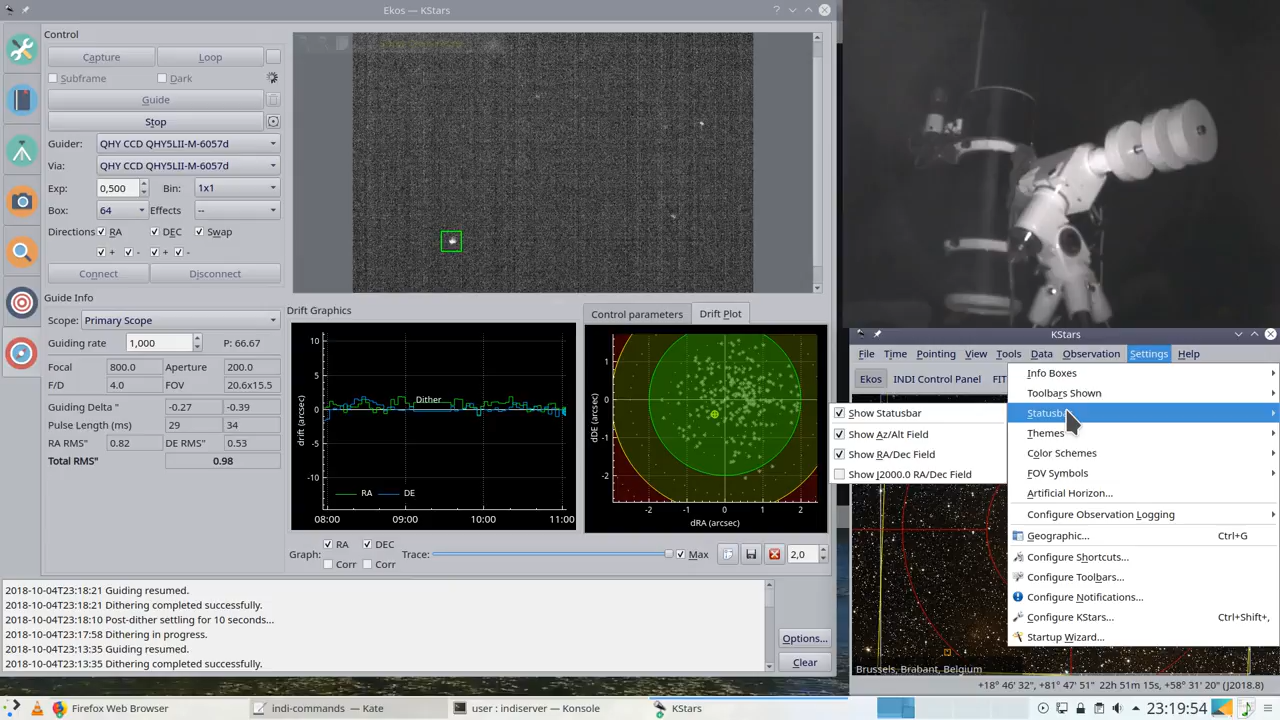 Ekos — KStars
Control
Capture
Loop
Subframe
Dark
Guide
Stop
Guider:
QHY CCD QHY5LII-M-6057d
Via:
QHY CCD QHY5LII-M-6057d
Exp:
0,500
Bin:
1x1
Box:
64
Effects
--
Directions
RA
DEC
Swap
+
-
+
-
Connect
Disconnect
Guide Info
Scope:
Primary Scope
Guiding rate
1,000
P: 66.67
Focal
800.0
Aperture
200.0
F/D
4.0
FOV
20.6x15.5
Guiding Delta "
-0.27
-0.39
Pulse Length (ms)
29
34
RA RMS"
0.82
DE RMS"
0.53
Total RMS"
0.98
Drift Graphics
drift (arcsec)
10
5
0
-5
-10
Dither
RA
DE
08:00
09:00
10:00
11:00
Control parameters
Drift Plot
dDE (arcsec)
1
0
-1
-2
-2
-1
0
1
2
dRA (arcsec)
Graph:
RA
DEC
Corr
Corr
Trace:
Max
2,0
2018-10-04T23:18:21 Guiding resumed.
2018-10-04T23:18:21 Dithering completed successfully.
2018-10-04T23:18:10 Post-dither settling for 10 seconds...
2018-10-04T23:17:58 Dithering in progress.
2018-10-04T23:13:35 Guiding resumed.
2018-10-04T23:13:35 Dithering completed successfully.
Options...
Clear
KStars
File
Time
Pointing
View
Tools
Data
Observation
Settings
Help
Ekos
INDI Control Panel
FIT
Info Boxes
Toolbars Shown
Statusba
Themes
Color Schemes
FOV Symbols
Artificial Horizon...
Configure Observation Logging
Geographic...
Ctrl+G
Configure Shortcuts...
Configure Toolbars...
Configure Notifications...
Configure KStars...
Ctrl+Shift+,
Startup Wizard...
Show Statusbar
Show Az/Alt Field
Show RA/Dec Field
Show J2000.0 RA/Dec Field
Brussels, Brabant, Belgium
+18° 46' 32", +81° 47' 51"
22h 51m 15s, +58° 31' 20" (J2018.8)
Firefox Web Browser
indi-commands — Kate
user : indiserver — Konsole
KStars
23:19:54